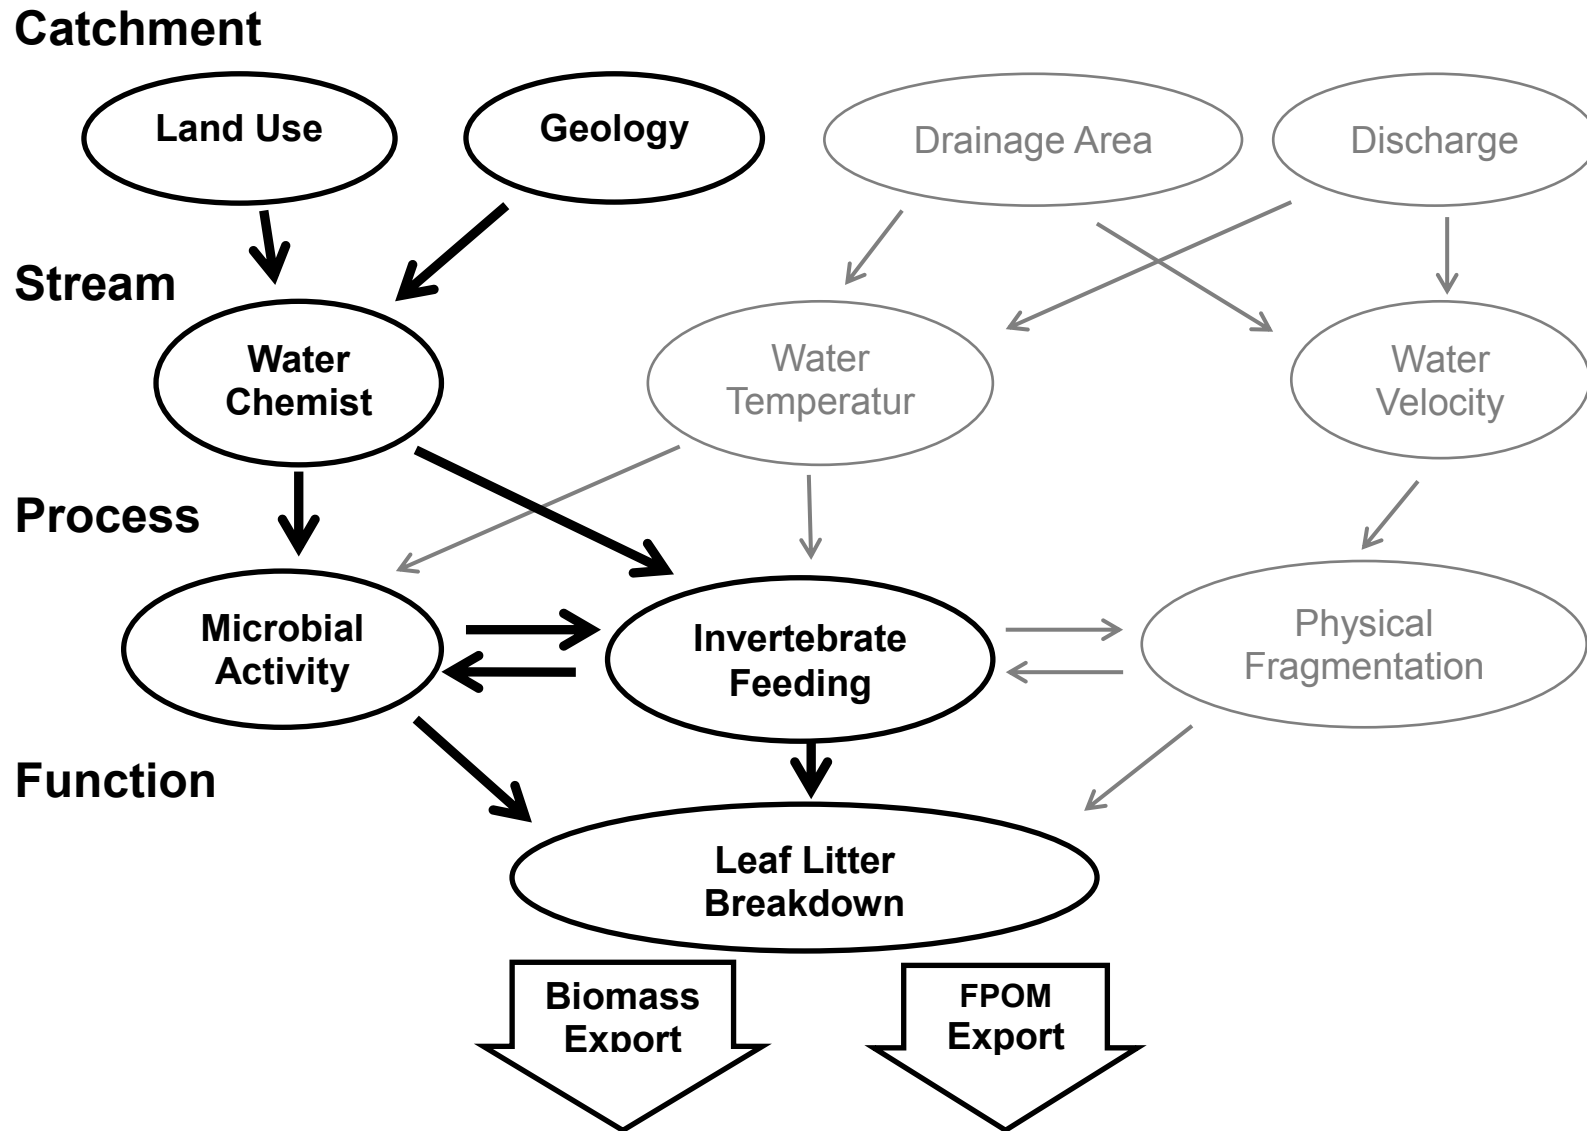 Catchment
Land Use
Geology
Drainage Area
Discharge
Stream
Water
Chemist
Water
Temperatur
Water
Velocity
Process
Microbial
Activity
Invertebrate
Feeding
Physical
Fragmentation
Function
Leaf Litter
Breakdown
Biomass
Export
FPOM
Export